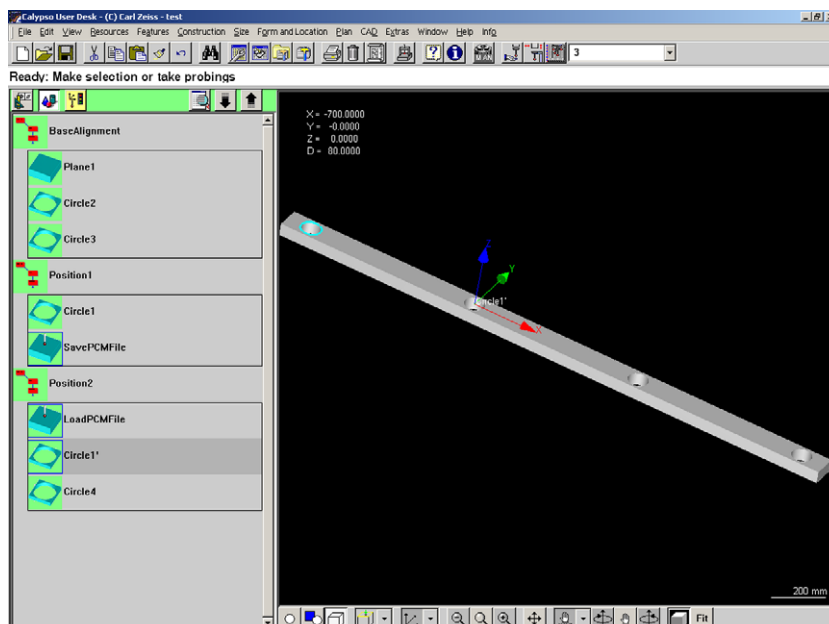 Calypso User Desk - (C) Carl Zeiss - test
File Edit View Resources Features Construction Size Form and Location Plan CAD Extras Window Help Info
3
Ready: Make selection or take probings
BaseAlignment
Plane1
Circle2
Circle3
Position1
Circle1
SavePCMFile
Position2
LoadPCMFile
Circle1'
Circle4
X = -700.0000
Y = -0.0000
Z = 0.0000
D = 80.0000
Z
Y
Circle1'
X
200 mm
Fit